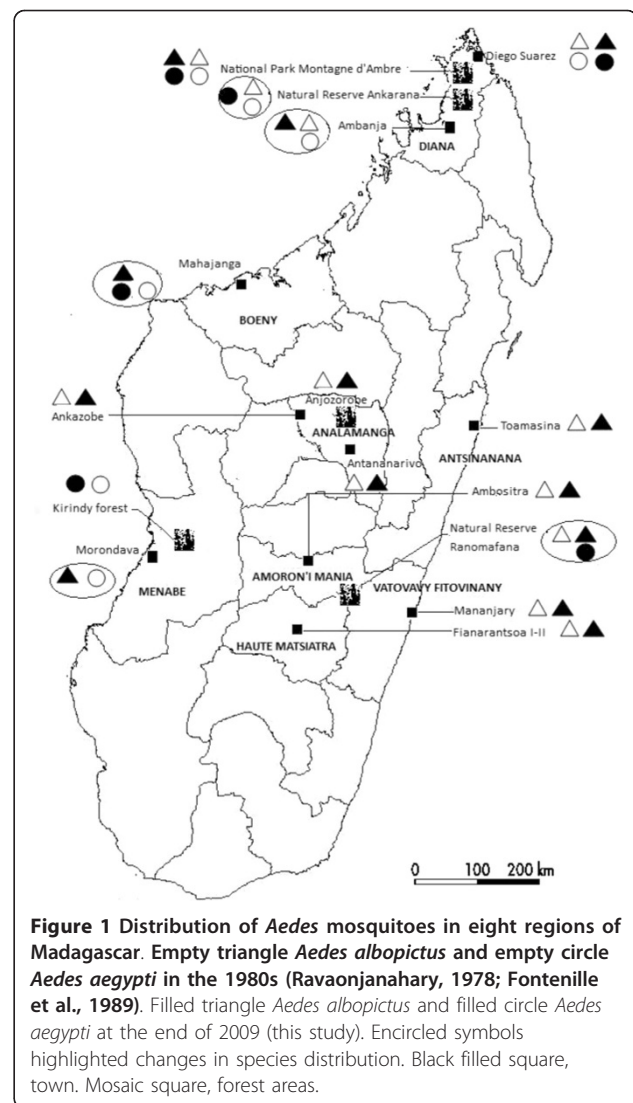 National Park Montagne d'Ambre
Diego Suarez
Natural Reserve Ankarana
Ambanja
DIANA
Mahajanga
BOENY
Anjozorobe
Ankazobe
ANALAMANGA
Toamasina
Antananarivo
ANTSINANANA
Ambositra
Kirindy forest
Natural Reserve
Ranomafana
Morondava
AMORON'I MANIA
VATOVAVY FITOVINANY
MENABE
Mananjary
HAUTE MATSIATRA
Fianarantsoa I-II
0 100 200 km
Figure 1 Distribution of Aedes mosquitoes in eight regions of
Madagascar. Empty triangle Aedes albopictus and empty circle
Aedes aegypti in the 1980s (Ravaonjanahary, 1978; Fontenille
et al., 1989). Filled triangle Aedes albopictus and filled circle Aedes
aegypti at the end of 2009 (this study). Encircled symbols
highlighted changes in species distribution. Black filled square,
town. Mosaic square, forest areas.